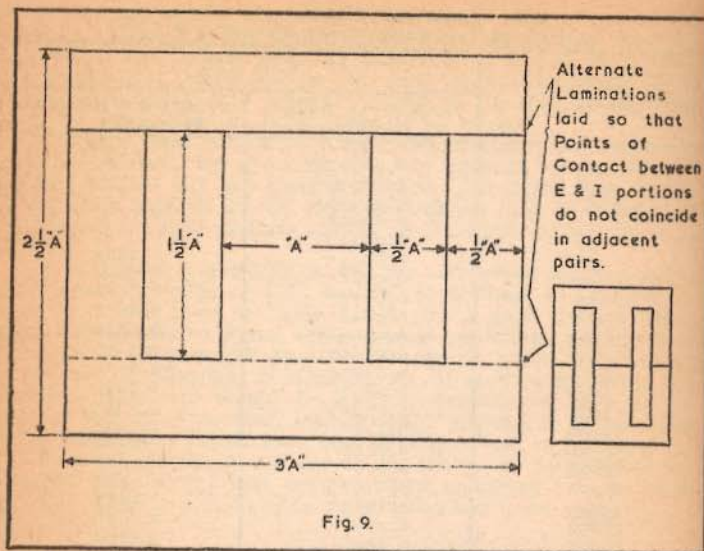 Alternate
Laminations
laid so that
Points of
Contact between
E & I portions
do not coincide
in adjacent
pairs.
2½"A"
1½"A"
"A"
½"A"
½"A"
3"A"
Fig. 9.